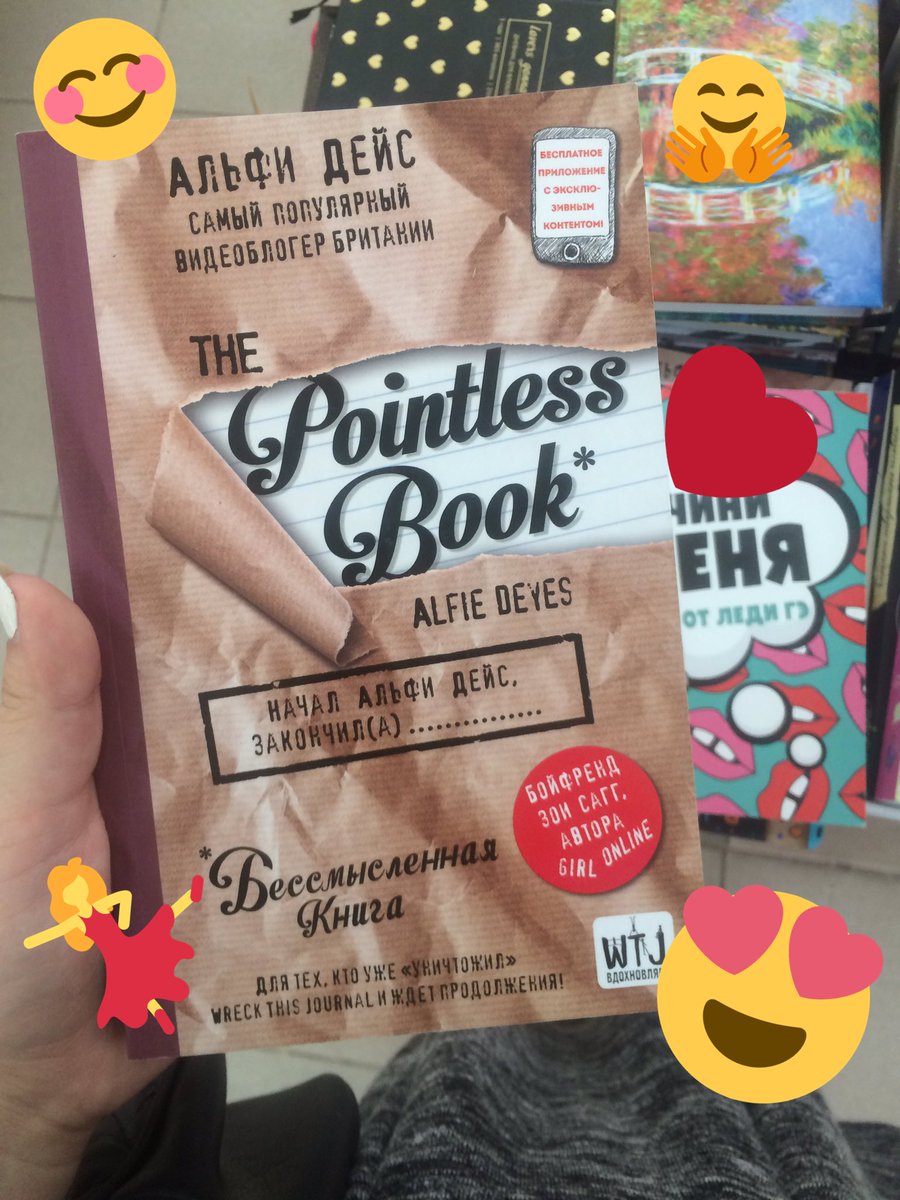 АЛЬФИ ДЕЙС
САМЫЙ ПОПУЛЯРНЫЙ
ВИДЕОБЛОГЕР БРИТАНИИ
БЕСПЛАТНОЕ
ПРИЛОЖЕНИЕ
С ЭКСКЛЮ-
ЗИВНЫМ
КОНТЕНТОМ!
THE
Pointless
Book*
ALFIE DEYES
НАЧАЛ АЛЬФИ ДЕЙС,
ЗАКОНЧИЛ(А) ................
БОЙФРЕНД
ЗОИ САГГ,
АВТОРА
GIRL ONLINE
*Бессмысленная
Книга
ДЛЯ ТЕХ, КТО УЖЕ «УНИЧТОЖИЛ»
WRECK THIS JOURNAL И ЖДЕТ ПРОДОЛЖЕНИЯ!
WTJ
ВДОХНОВЛЯ
ЧИНИ
ЕНЯ
ОТ ЛЕДИ ГЭ